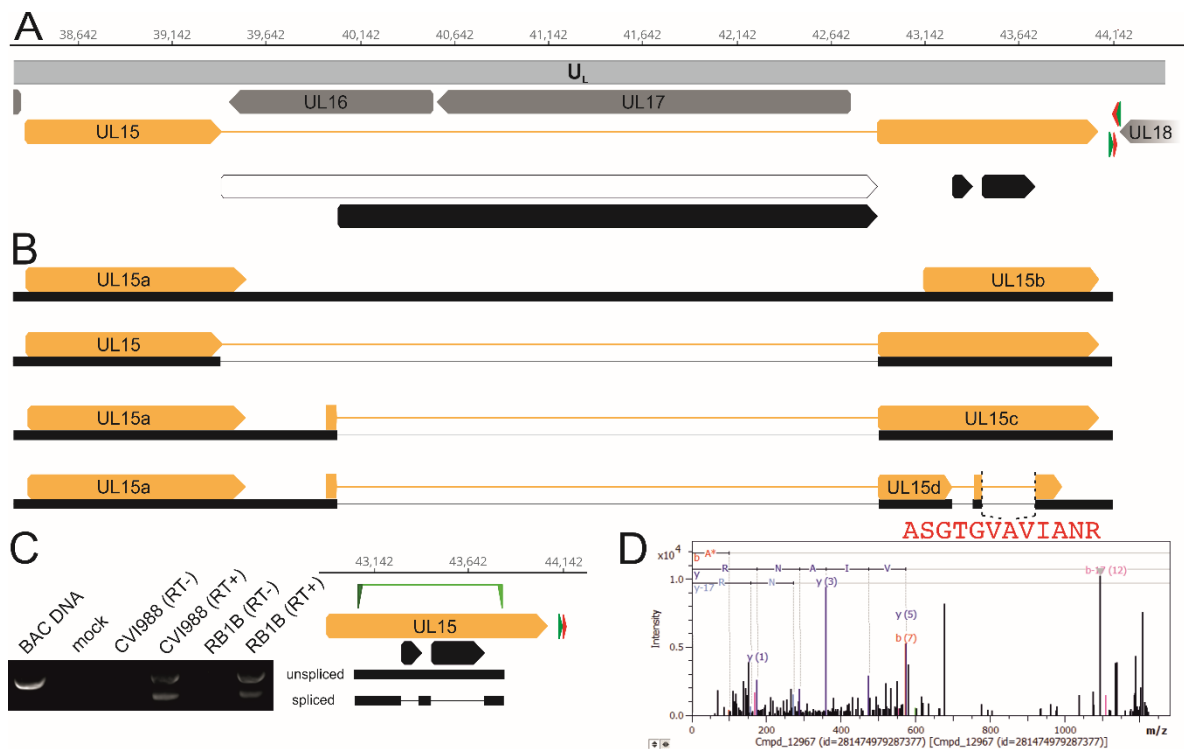 A
38,642 39,142 39,642 40,142 40,642 41,142 41,642 42,142 42,642 43,142 43,642 44,142
UL
UL16 UL17
UL15 UL18
B
UL15a UL15b
UL15
UL15a UL15c
UL15a UL15d
ASGTGVAVIANR
C
BAC DNA
mock
CVI988 (RT-)
CVI988 (RT+)
RB1B (RT-)
RB1B (RT+)
43,142 43,642 44,142
UL15
unspliced
spliced
D
x10⁴
b A*
y R N A I V
y-17 R N
b-17 (12)
y (3)
y (5)
b (7)
y (1)
1.0
0.5
0.0
Intensity
0 200 400 600 800 1000 m/z
Cmpd_12967 (id=281474979287377) [Cmpd_12967 (id=281474979287377)]